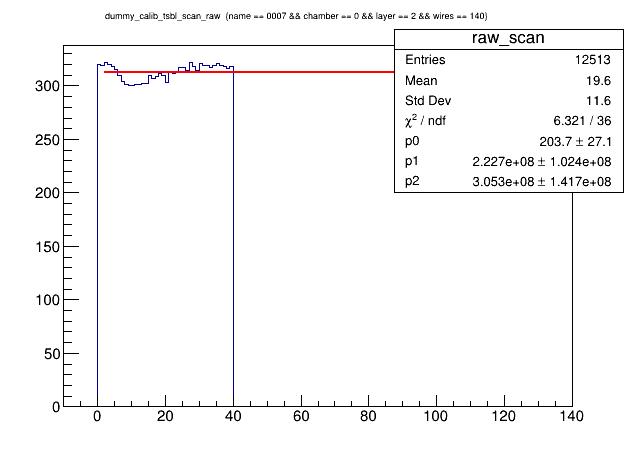 dummy_calib_tsbl_scan_raw (name == 0007 && chamber == 0 && layer == 2 && wires == 140)
raw_scan
Entries 12513
Mean 19.6
Std Dev 11.6
χ² / ndf 6.321 / 36
p0 203.7 ± 27.1
p1 2.227e+08 ± 1.024e+08
p2 3.053e+08 ± 1.417e+08
300
250
200
150
100
50
0
0 20 40 60 80 100 120 140